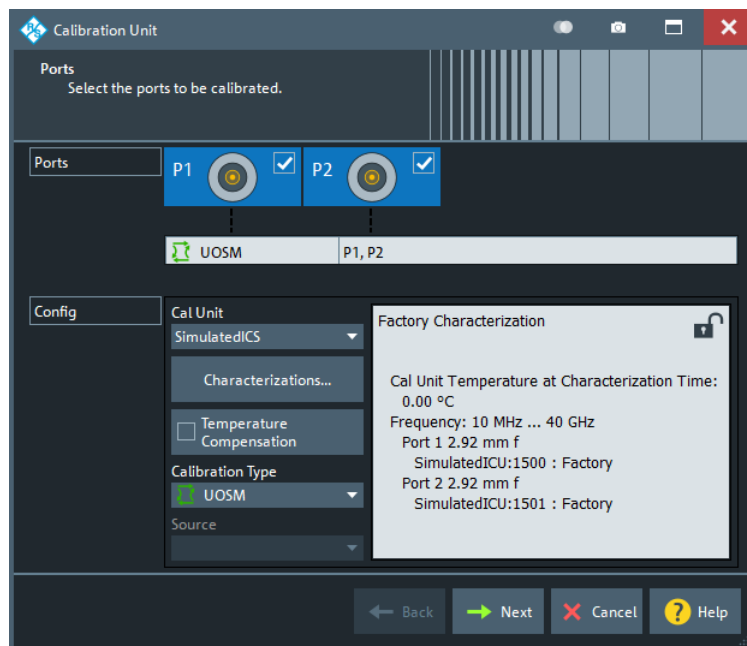 Calibration Unit
Ports
Select the ports to be calibrated.
Ports
P1
P2
UOSM
P1, P2
Config
Cal Unit
SimulatedICS
Characterizations...
Temperature
Compensation
Calibration Type
UOSM
Source
Factory Characterization
Cal Unit Temperature at Characterization Time:
0.00 °C
Frequency: 10 MHz ... 40 GHz
Port 1 2.92 mm f
SimulatedICU:1500 : Factory
Port 2 2.92 mm f
SimulatedICU:1501 : Factory
Back
Next
Cancel
? Help